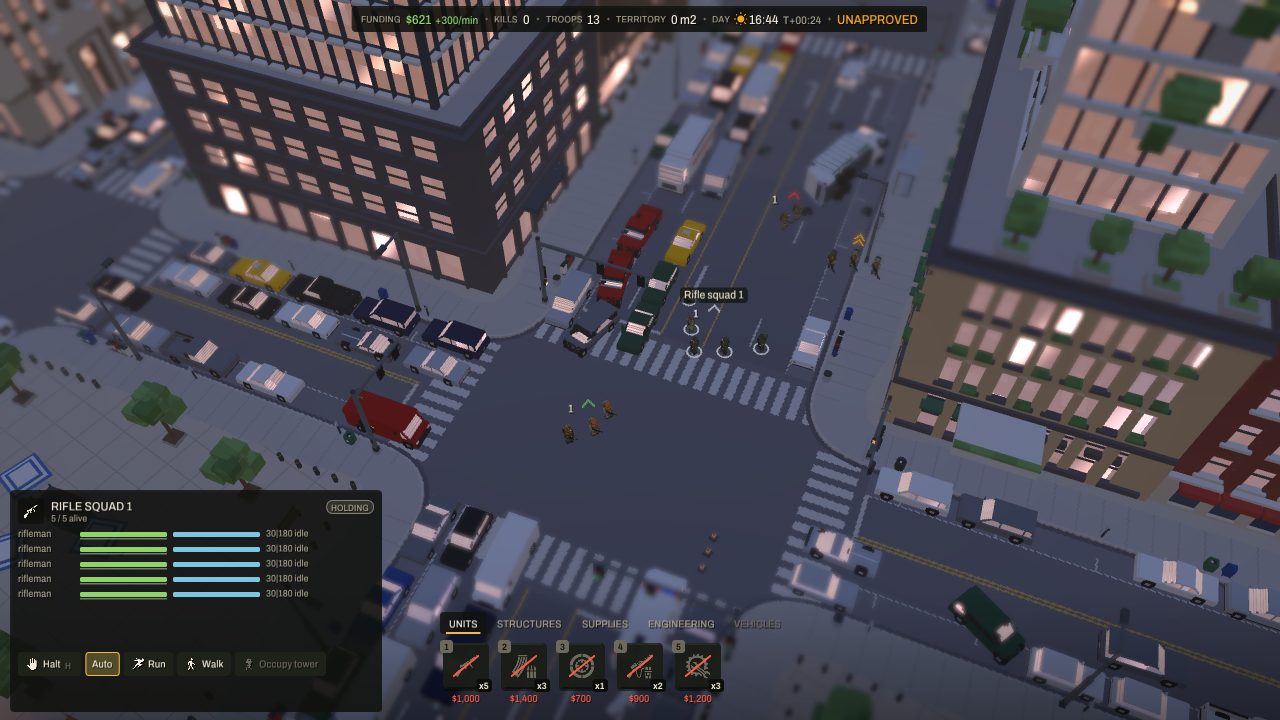 FUNDING $621 +300/min • KILLS 0 • TROOPS 13 • TERRITORY 0 m2 • DAY 16:44 T+00:24 • UNAPPROVED
1
Rifle squad 1
1
1
RIFLE SQUAD 1 HOLDING
5 / 5 alive
rifleman 30|180 idle
rifleman 30|180 idle
rifleman 30|180 idle
rifleman 30|180 idle
rifleman 30|180 idle
Halt H Auto Run Walk Occupy tower
UNITS STRUCTURES SUPPLIES ENGINEERING VEHICLES
1 2 3 4 5
x5 x3 x1 x2 x3
$1,000 $1,400 $700 $900 $1,200